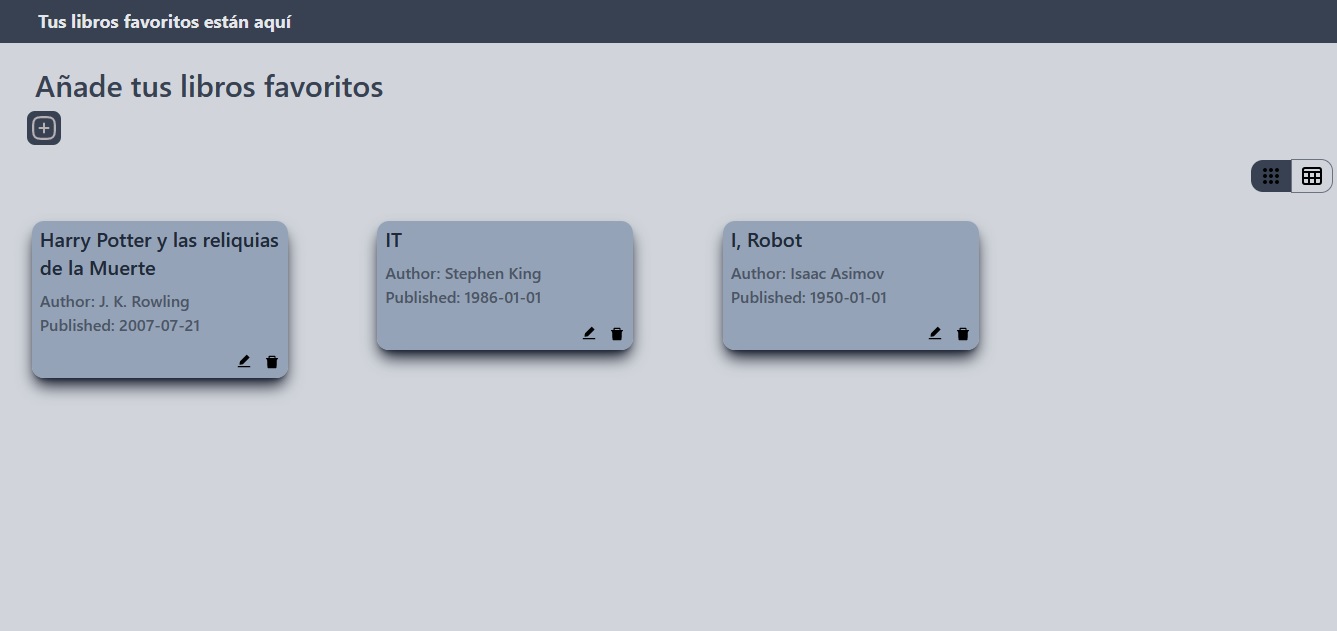 Tus libros favoritos están aquí
Añade tus libros favoritos
Harry Potter y las reliquias
de la Muerte
Author: J. K. Rowling
Published: 2007-07-21
IT
Author: Stephen King
Published: 1986-01-01
I, Robot
Author: Isaac Asimov
Published: 1950-01-01